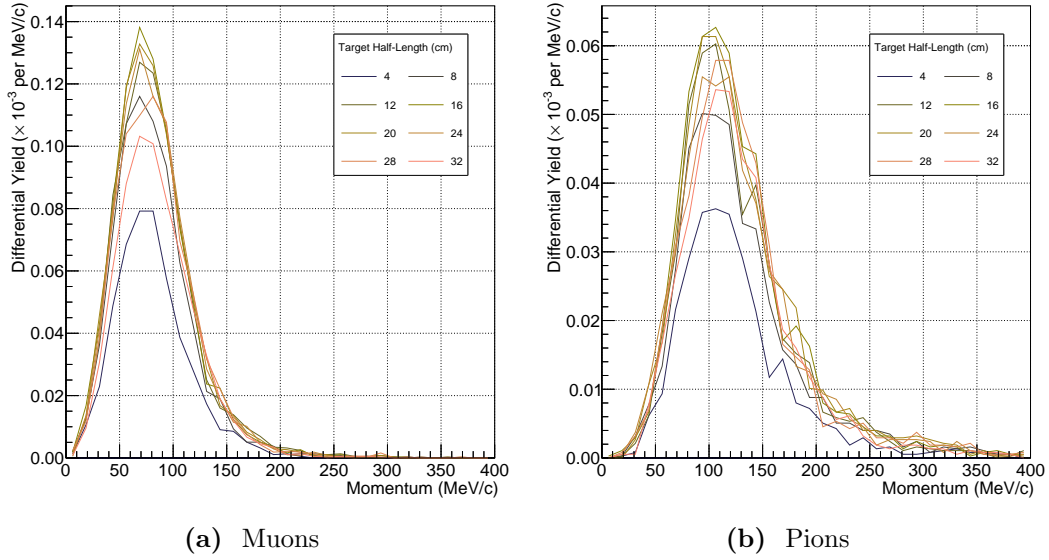 Differential Yield (× 10⁻³ per MeV/c)
0.14
0.12
0.10
0.08
0.06
0.04
0.02
0.00
Target Half-Length (cm)
4 8
12 16
20 24
28 32
0 50 100 150 200 250 300 350 400
Momentum (MeV/c)
(a) Muons
Differential Yield (× 10⁻³ per MeV/c)
0.06
0.05
0.04
0.03
0.02
0.01
0.00
Target Half-Length (cm)
4 8
12 16
20 24
28 32
0 50 100 150 200 250 300 350 400
Momentum (MeV/c)
(b) Pions